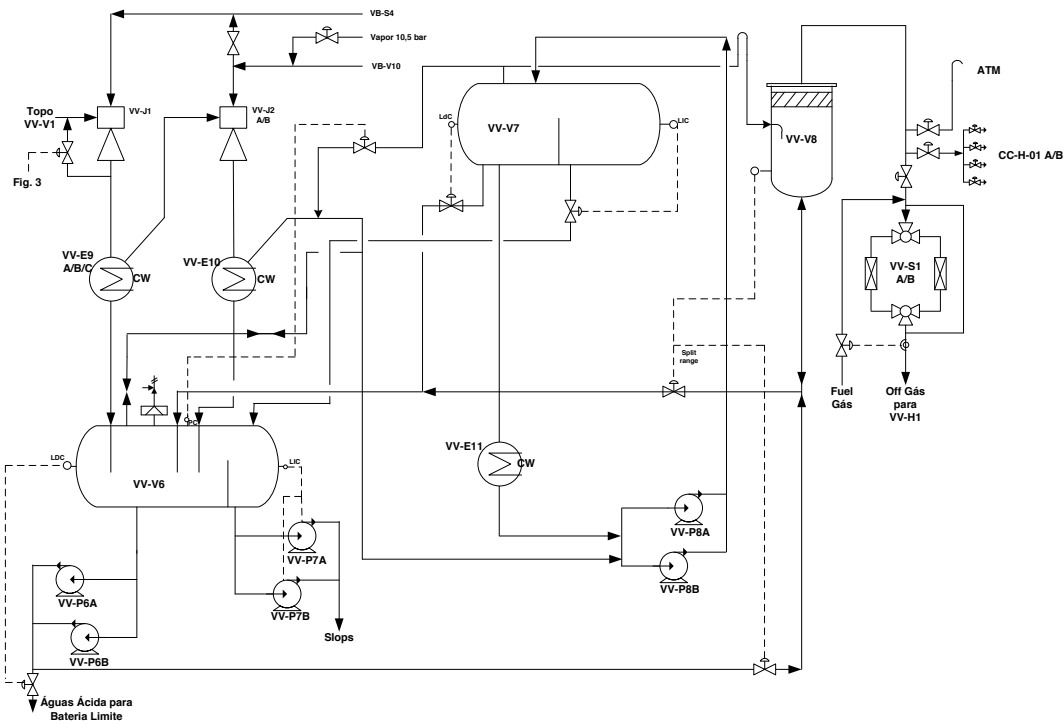 VB-S4
Vapor 10,5 bar
VB-V10
ATM
Topo
VV-V1
VV-J1
VV-J2
A/B
LdC
VV-V7
LIC
VV-V8
CC-H-01 A/B
Fig. 3
VV-E9
A/B/C
CW
VV-E10
CW
VV-S1
A/B
Split
range
Fuel
Gás
Off Gás
para
VV-H1
PC
LDC
LIC
VV-V6
VV-E11
CW
VV-P8A
VV-P7A
VV-P8B
VV-P6A
VV-P7B
Slops
VV-P6B
Águas Ácida para
Bateria Limite